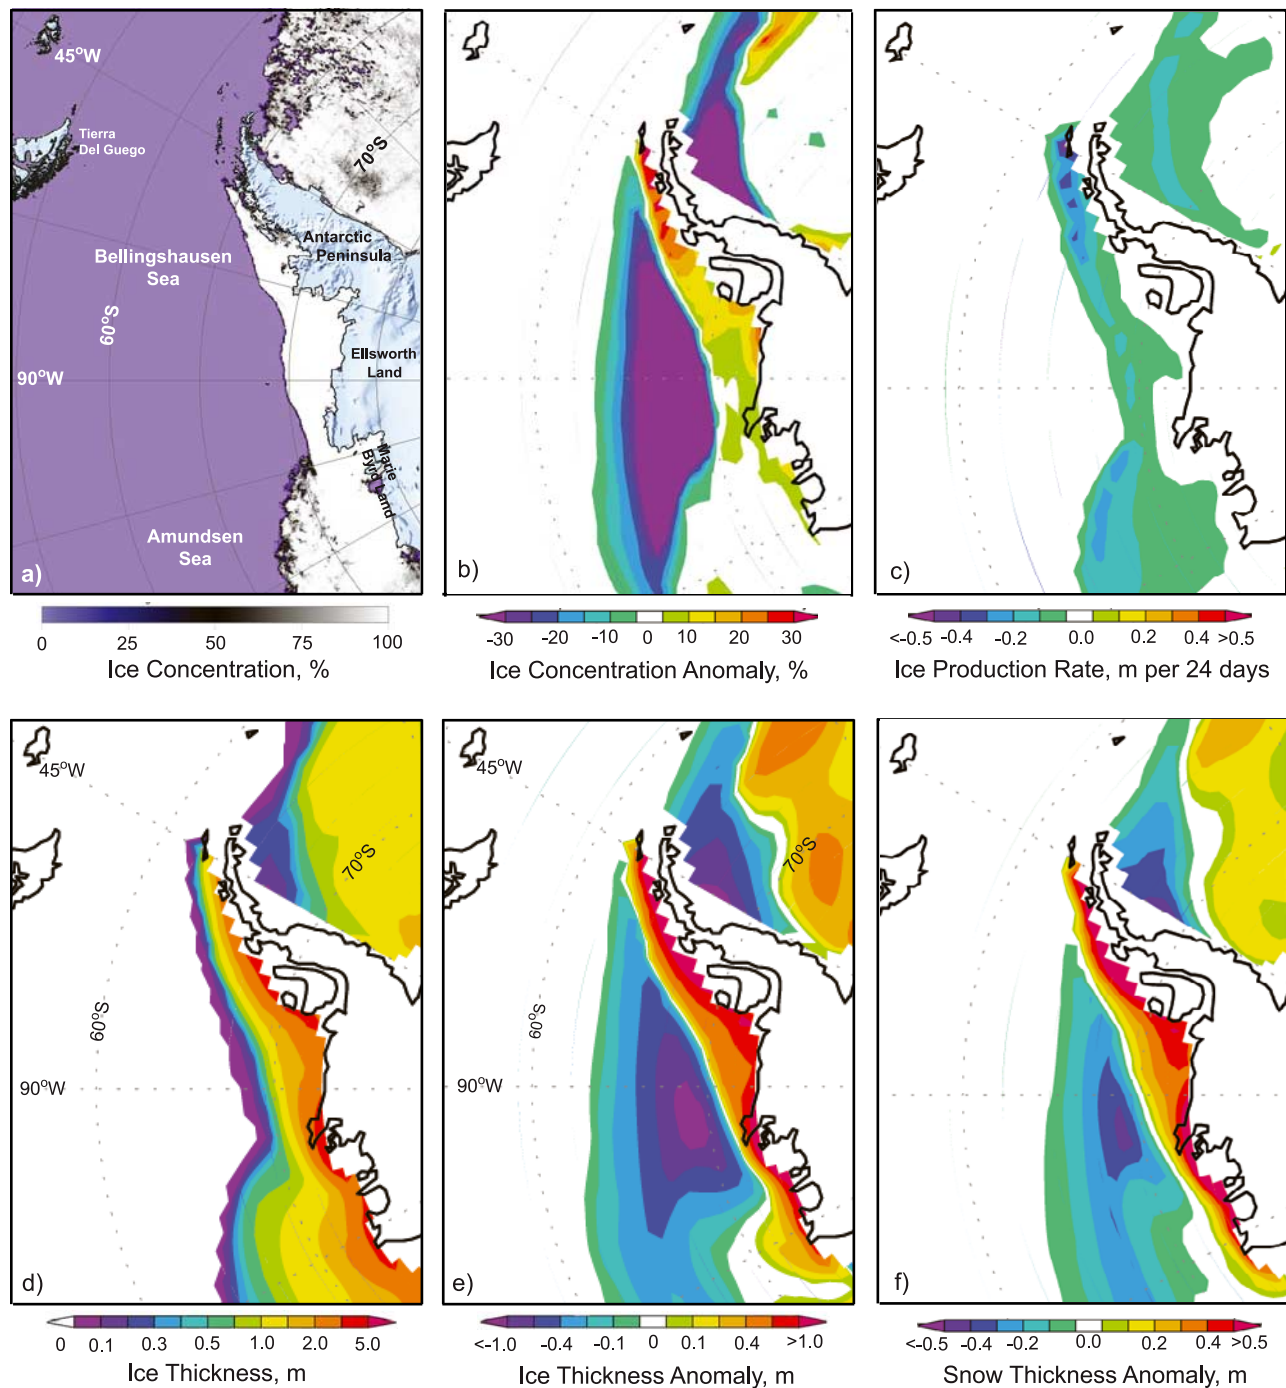 45°W
Tierra
Del Guego
70°S
Antarctic
Peninsula
Bellingshausen
Sea
60°S
Ellsworth
Land
90°W
Marie
Byrd Land
Amundsen
Sea
a)
b)
c)
0 25 50 75 100
Ice Concentration, %
-30 -20 -10 0 10 20 30
Ice Concentration Anomaly, %
<-0.5 -0.4 -0.2 0.0 0.2 0.4 >0.5
Ice Production Rate, m per 24 days
45°W
70°S
60°S
90°W
d)
45°W
70°S
60°S
90°W
e)
f)
0 0.1 0.3 0.5 1.0 2.0 5.0
Ice Thickness, m
<-1.0 -0.4 -0.1 0 0.1 0.4 >1.0
Ice Thickness Anomaly, m
<-0.5 -0.4 -0.2 0.0 0.2 0.4 >0.5
Snow Thickness Anomaly, m